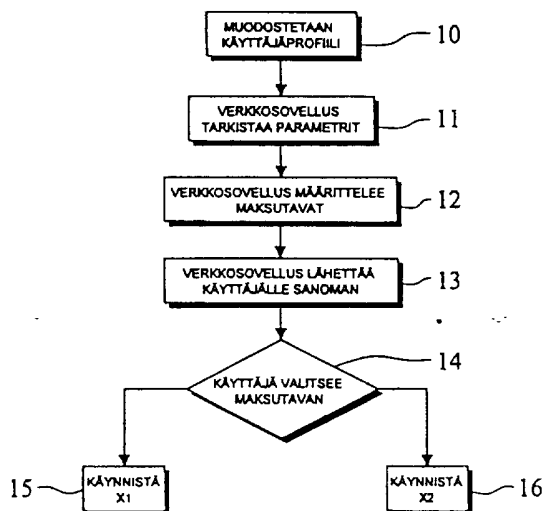 MUODOSTETAAN
KÄYTTÄJÄPROFIILI
10
VERKKOSOVELLUS
TARKISTAA PARAMETRIT
11
VERKKOSOVELLUS MÄÄRITTELEE
MAKSUTAVAT
12
VERKKOSOVELLUS LÄHETTÄÄ
KÄYTTÄJÄLLE SANOMAN
13
14
KÄYTTÄJÄ VALITSEE
MAKSUTAVAN
15
KÄYNNISTÄ
X1
KÄYNNISTÄ
X2
16